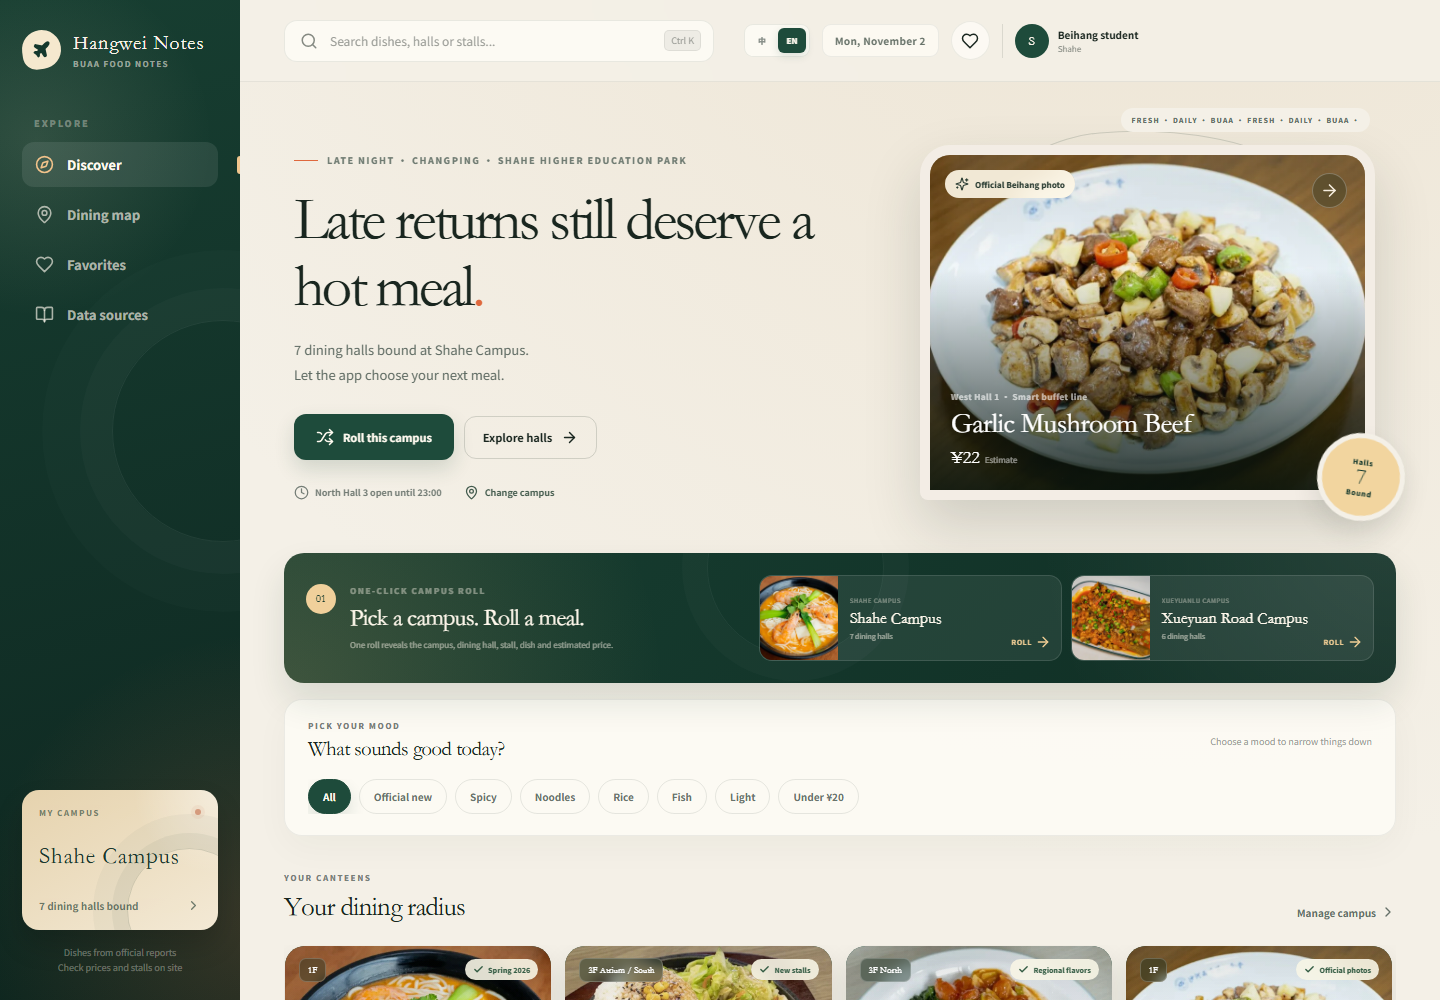 Hangwei Notes
BUAA FOOD NOTES
EXPLORE
Discover
Dining map
Favorites
Data sources
MY CAMPUS
Shahe Campus
7 dining halls bound
Dishes from official reports
Check prices and stalls on site
Search dishes, halls or stalls...
Ctrl K
中
EN
Mon, November 2
S
Beihang student
Shahe
FRESH • DAILY • BUAA • FRESH • DAILY • BUAA •
LATE NIGHT • CHANGPING • SHAHE HIGHER EDUCATION PARK
Late returns still deserve a
hot meal.
7 dining halls bound at Shahe Campus.
Let the app choose your next meal.
Roll this campus
Explore halls
North Hall 3 open until 23:00
Change campus
Official Beihang photo
West Hall 1 • Smart buffet line
Garlic Mushroom Beef
¥22 Estimate
Halls
7
Bound
01
ONE-CLICK CAMPUS ROLL
Pick a campus. Roll a meal.
One roll reveals the campus, dining hall, stall, dish and estimated price.
SHAHE CAMPUS
Shahe Campus
7 dining halls
ROLL
XUEYUANLU CAMPUS
Xueyuan Road Campus
6 dining halls
ROLL
PICK YOUR MOOD
What sounds good today?
Choose a mood to narrow things down
All
Official new
Spicy
Noodles
Rice
Fish
Light
Under ¥20
YOUR CANTEENS
Your dining radius
Manage campus
1F
Spring 2026
3F Atrium / South
New stalls
3F North
Regional flavors
1F
Official photos